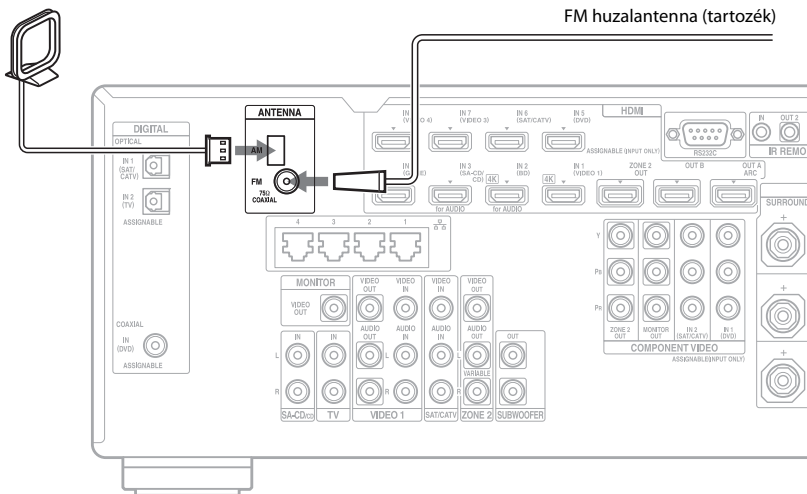 FM huzalantenna (tartozék)
ANTENNA
AM
FM
75Ω
COAXIAL
DIGITAL
OPTICAL
IN 1
(SAT/
CATV)
IN 2
(TV)
ASSIGNABLE
COAXIAL
IN
(DVD)
ASSIGNABLE
IN 7
(VIDEO 3)
IN 6
(SAT/CATV)
IN 5
(DVD)
HDMI
ASSIGNABLE (INPUT ONLY)
RS232C
IN
OUT 2
IR REMO
IN 3
(SA-CD/
CD)
for AUDIO
IN 2
(BD)
4K
for AUDIO
4K
IN 1
(VIDEO 1)
ZONE 2
OUT
OUT B
OUT A
ARC
SURROUND
4 3 2 1
MONITOR
VIDEO
OUT
VIDEO
OUT
VIDEO
IN
VIDEO
IN
VIDEO
OUT
IN
IN
AUDIO
OUT
AUDIO
IN
AUDIO
IN
AUDIO
OUT
OUT
L
L
L
VARIABLE
R
R
R
SA-CD/CD
TV
VIDEO 1
SAT/CATV
ZONE 2
SUBWOOFER
Y
ZONE 2
OUT
MONITOR
OUT
IN 2
(SAT/CATV)
IN 1
(DVD)
COMPONENT VIDEO
ASSIGNABLE(INPUT ONLY)